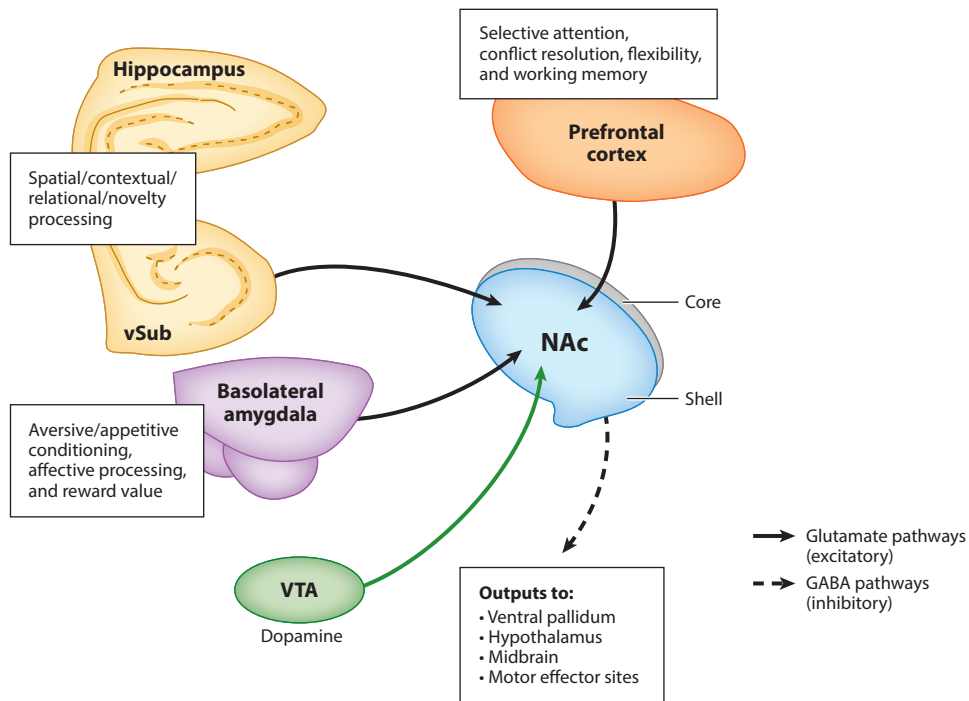 Selective attention,
conflict resolution, flexibility,
and working memory
Hippocampus
Prefrontal
cortex
Spatial/contextual/
relational/novelty
processing
vSub
NAc
Core
Shell
Basolateral
amygdala
Aversive/appetitive
conditioning,
affective processing,
and reward value
VTA
Dopamine
Outputs to:
• Ventral pallidum
• Hypothalamus
• Midbrain
• Motor effector sites
Glutamate pathways
(excitatory)
GABA pathways
(inhibitory)